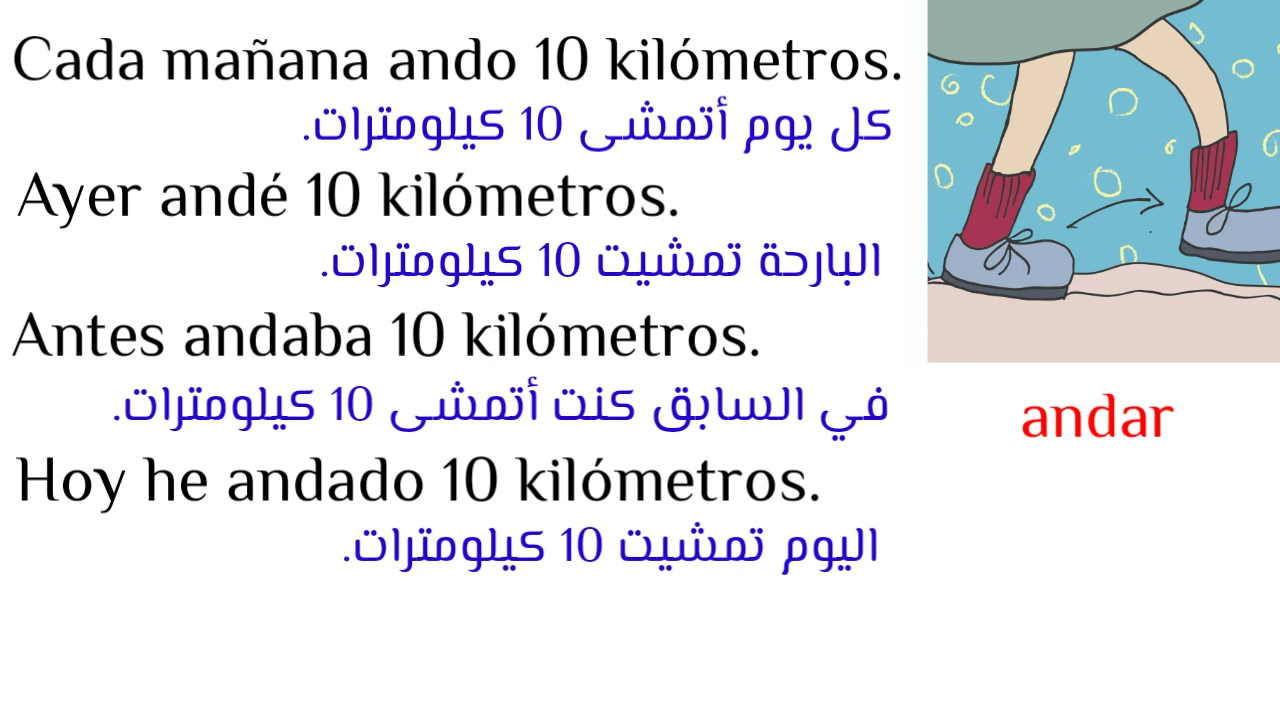 Cada mañana ando 10 kilómetros.
كل يوم أتمشى 10 كيلومترات.
Ayer andé 10 kilómetros.
البارحة تمشيت 10 كيلومترات.
Antes andaba 10 kilómetros.
في السابق كنت أتمشى 10 كيلومترات.
Hoy he andado 10 kilómetros.
اليوم تمشيت 10 كيلومترات.
andar